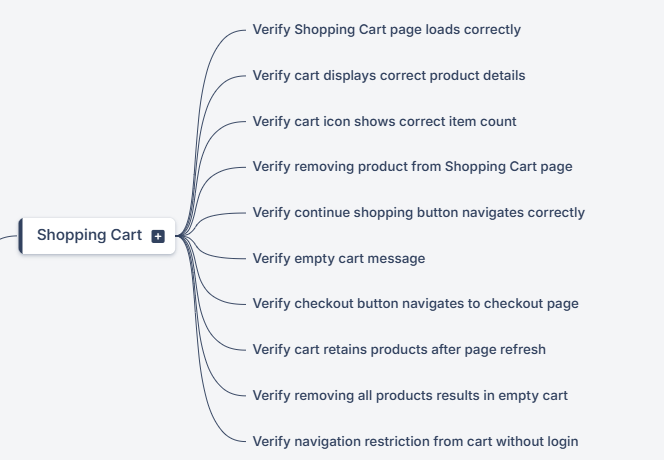 Verify Shopping Cart page loads correctly
Verify cart displays correct product details
Verify cart icon shows correct item count
Verify removing product from Shopping Cart page
Verify continue shopping button navigates correctly
Shopping Cart
Verify empty cart message
Verify checkout button navigates to checkout page
Verify cart retains products after page refresh
Verify removing all products results in empty cart
Verify navigation restriction from cart without login